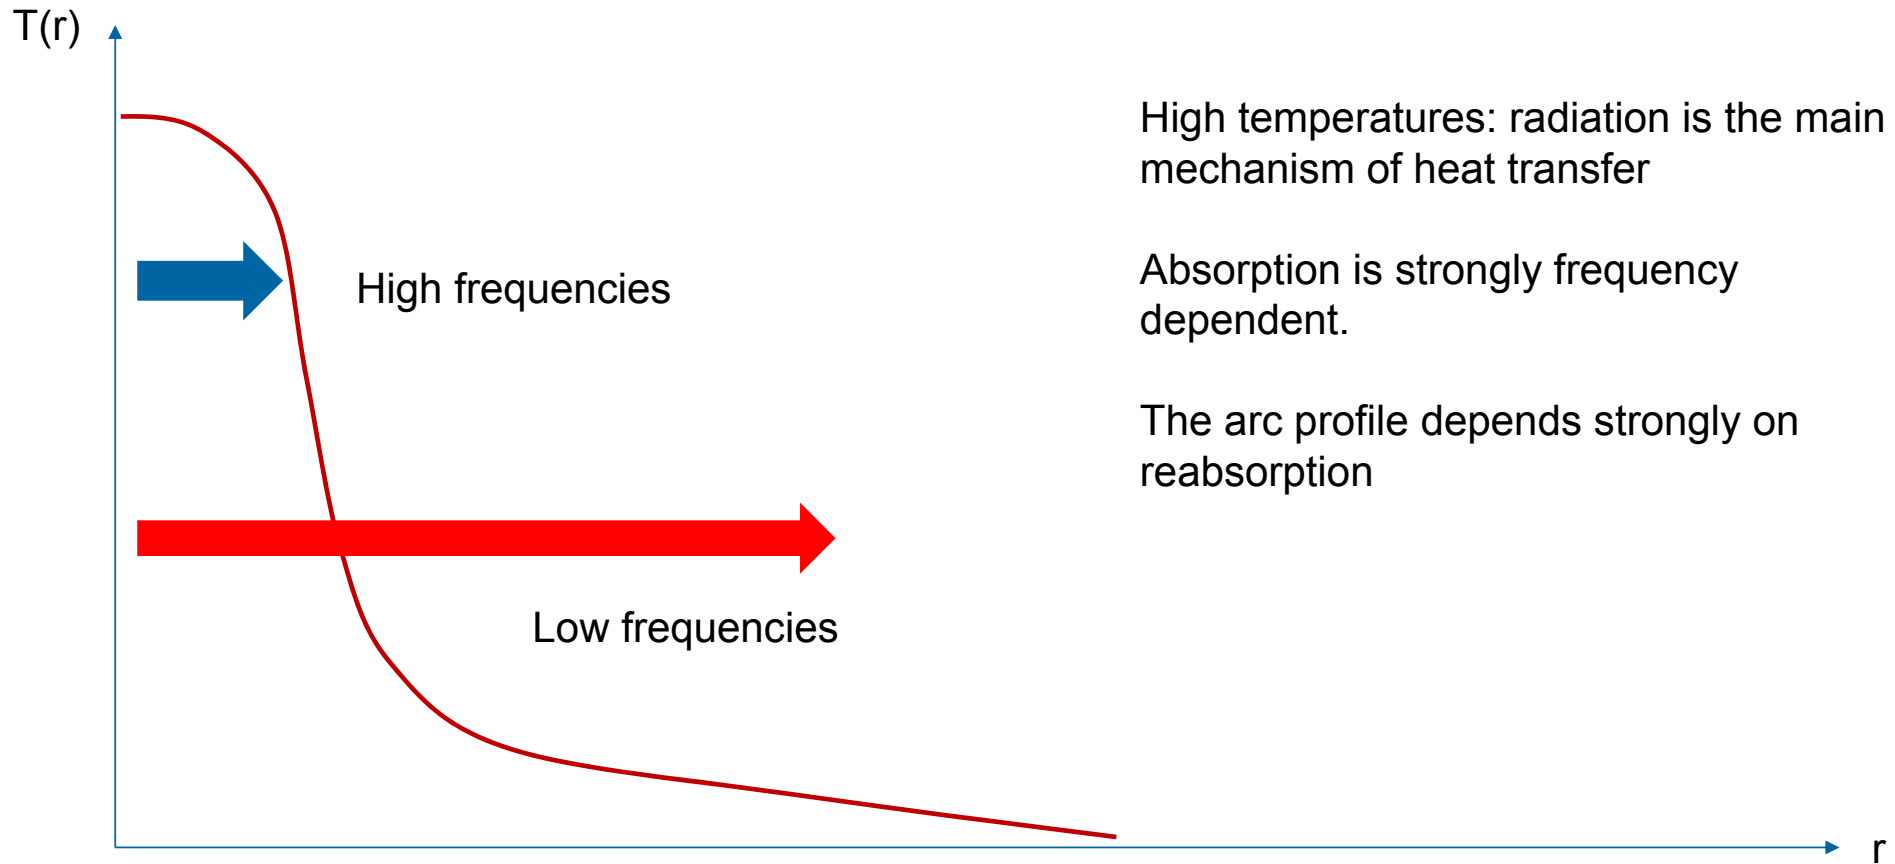 T(r)
High temperatures: radiation is the main
mechanism of heat transfer
Absorption is strongly frequency
dependent.
The arc profile depends strongly on
reabsorption
High frequencies
Low frequencies
r